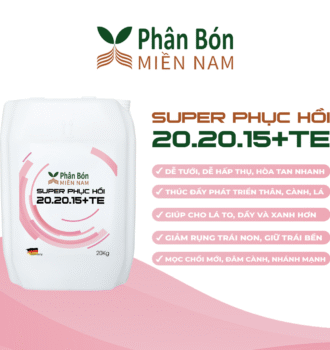 Phân Bón
MIỀN NAM
SUPER PHỤC HỒI
20.20.15+TE
DỄ TƯỚI, DỄ HẤP THỤ, HÒA TAN NHANH
THÚC ĐẨY PHÁT TRIỂN THÂN, CÀNH, LÁ
GIÚP CHO LÁ TO, DẦY VÀ XANH HƠN
GIẢM RỤNG TRÁI NON, GIỮ TRÁI BỀN
MỌC CHỒI MỚI, ĐÂM CÀNH, NHÁNH MẠNH
Phân Bón
MIỀN NAM
SUPER PHỤC HỒI
20.20.15+TE
20Kg